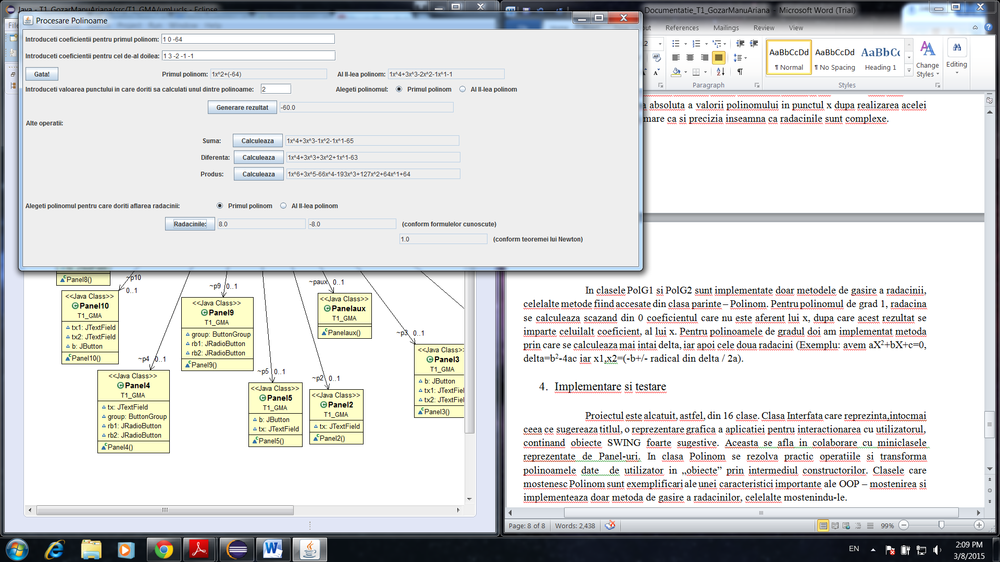 Java - T1_GozarManuAriana/src/T1_GMA/umlucls - Eclipse
Procesare Polinoame
Introduceti coeficientii pentru primul polinom: 1 0 -64
Introduceti coeficientii pentru cel de-al doilea: 1 3 -2 -1 -1
Gata! Primul polinom: 1x^2+(-64) Al II-lea polinom: 1x^4+3x^3-2x^2-1x^1-1
Introduceti valoarea punctului in care doriti sa calculati unul dintre polinoame: 2 Alegeti polinomul: Primul polinom Al II-lea polinom
Generare rezultat -60.0
Alte operatii:
Suma: Calculeaza 1x^4+3x^3-1x^2-1x^1-65
Diferenta: Calculeaza 1x^4+3x^3+3x^2+1x^1-63
Produs: Calculeaza 1x^6+3x^5-66x^4-193x^3+127x^2+64x^1+64
Alegeti polinomul pentru care doriti aflarea radacinii: Primul polinom Al II-lea polinom
Radacinile: 8.0 -8.0 (conform formulelor cunoscute)
1.0 (conform teoremei lui Newton)
Panel8()
~p10
0..1
<<Java Class>>
Panel10
T1_GMA
tx1: JTextField
tx2: JTextField
b: JButton
Panel10()
~p9 0..1
<<Java Class>>
Panel9
T1_GMA
group: ButtonGroup
rb1: JRadioButton
rb2: JRadioButton
Panel9()
~p4 0..1
<<Java Class>>
Panel4
T1_GMA
tx: JTextField
group: ButtonGroup
rb1: JRadioButton
rb2: JRadioButton
Panel4()
~p5 0..1
<<Java Class>>
Panel5
T1_GMA
b: JButton
tx: JTextField
Panel5()
~paux 0..1
<<Java Class>>
Panelaux
T1_GMA
Panelaux()
~p2 0..1
<<Java Class>>
Panel2
T1_GMA
tx: JTextField
Panel2()
~p3 0..1
<<Java Class>>
Panel3
T1_GMA
b: JButton
tx1: JTextFiel
tx2: JTextFiel
Panel3()
Documentatie_T1_GozarManuAriana - Microsoft Word (Trial)
out References Mailings Review View
AaBbCcDd AaBbCcDd AaBbCc
¶ Normal ¶ No Spacing Heading 1
Change Styles
Editing
Paragraph
Styles
a absoluta a valorii polinomului in punctul x dupa realizarea acelei
mare ca si precizia inseamna ca radacinile sunt complexe.
In clasele PolG1 si PolG2 sunt implementate doar metodele de gasire a radacinii,
celelalte metode fiind accesate din clasa parinte – Polinom. Pentru polinomul de grad 1, radacina
se calculeaza scazand din 0 coeficientul care nu este aferent lui x, dupa care acest rezultat se
imparte celuilalt coeficient, al lui x. Pentru polinoamele de gradul doi am implementat metoda
prin care se calculeaza mai intai delta, iar apoi cele doua radacini (Exemplu: avem aX²+bX+c=0,
delta=b²-4ac iar x1,x2=(-b+/- radical din delta / 2a).
4. Implementare si testare
Proiectul este alcatuit, astfel, din 16 clase. Clasa Interfata care reprezinta,intocmai
ceea ce sugereaza titlul, o reprezentare grafica a aplicatiei pentru interactionarea cu utilizatorul,
continand obiecte SWING foarte sugestive. Aceasta se afla in colaborare cu miniclasele
reprezentate de Panel-uri. In clasa Polinom se rezolva practic operatiile si transforma
polinoamele date de utilizator in „obiecte” prin intermediul constructorilor. Clasele care
mostenesc Polinom sunt exemplificari ale unei caracteristici importante ale OOP – mostenirea si
implementeaza doar metoda de gasire a radacinilor, celelalte mostenindu-le.
Page: 8 of 8 Words: 2,438 99%
EN
2:09 PM
3/8/2015